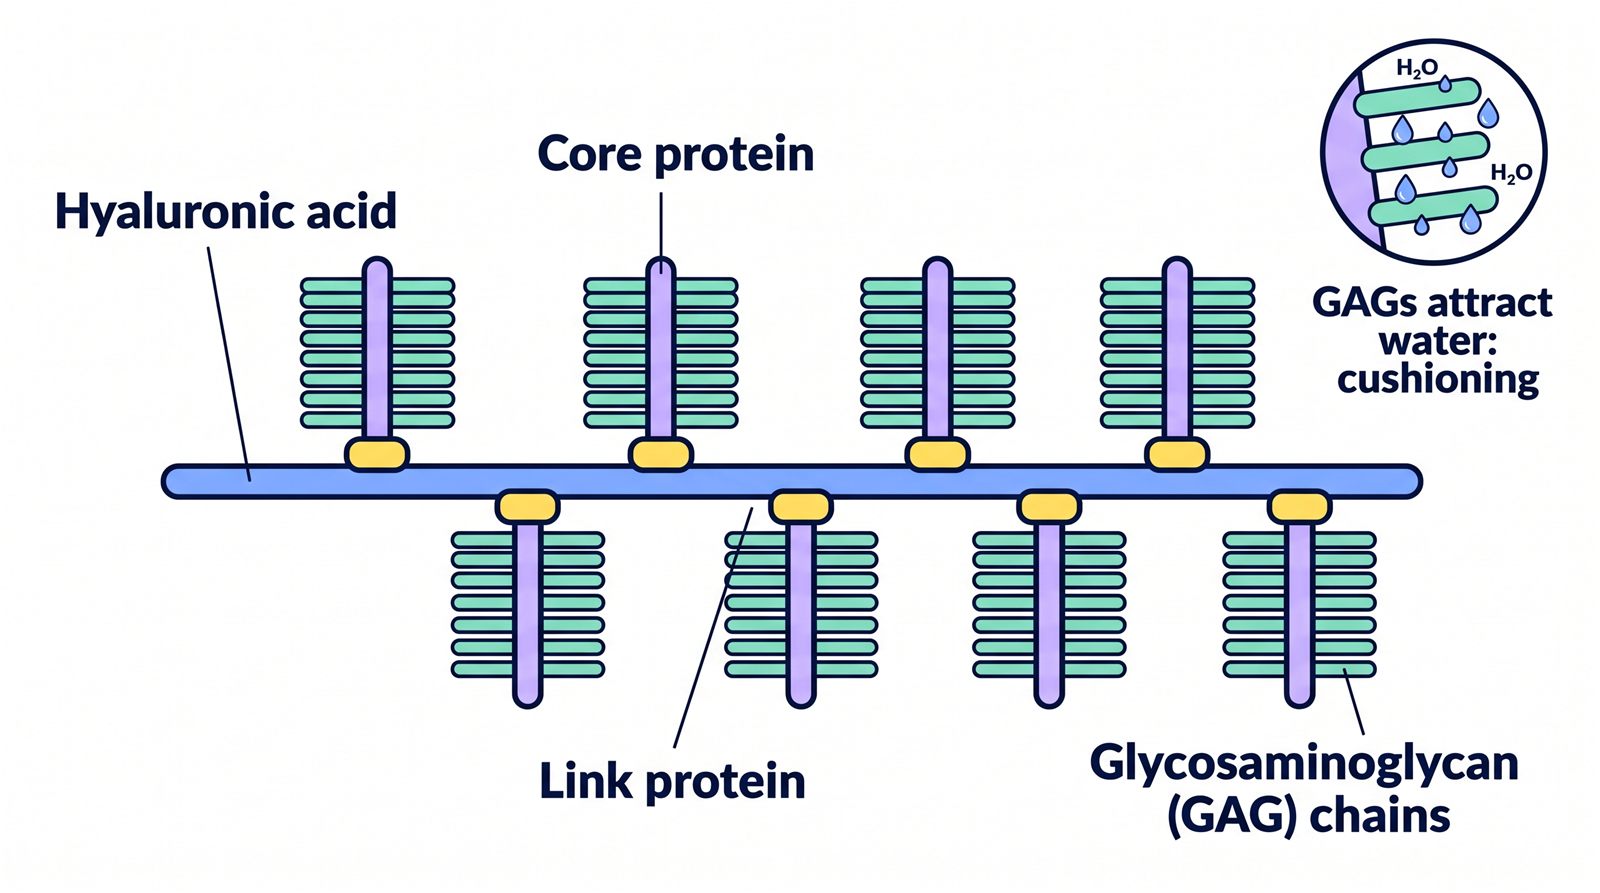 H₂O
Core protein
H₂O
Hyaluronic acid
GAGs attract
water:
cushioning
Link protein
Glycosaminoglycan
(GAG) chains